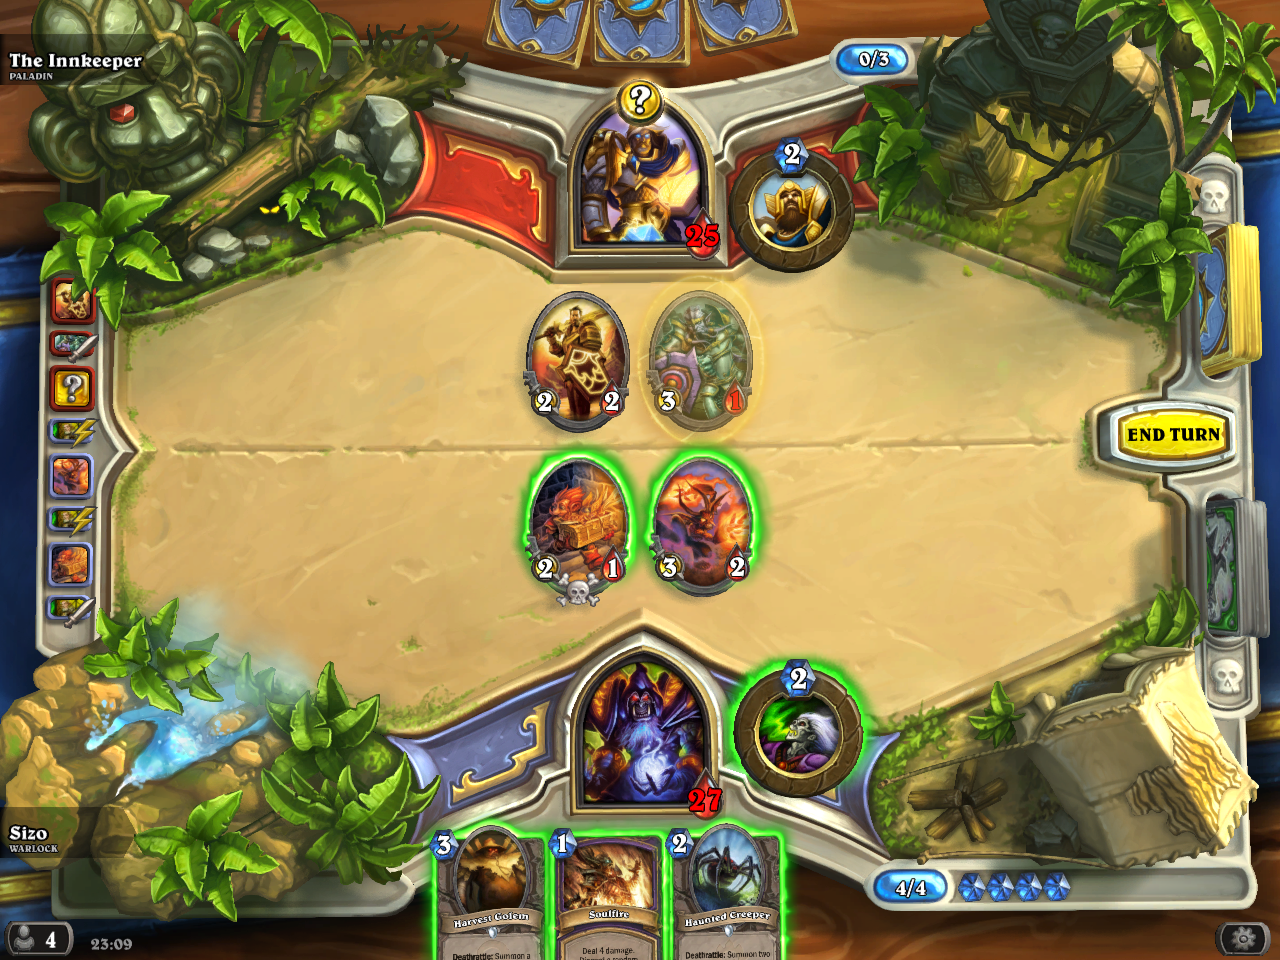 The Innkeeper
PALADIN
0/3
?
2
25
2
2
3
1
?
END TURN
2
1
3
2
2
27
Sizo
WARLOCK
3
1
2
4/4
Harvest Golem
Soulfire
Haunted Creeper
Deathrattle: Summon a
Deal 4 damage.
Discard a random
Deathrattle: Summon two
4
23:09